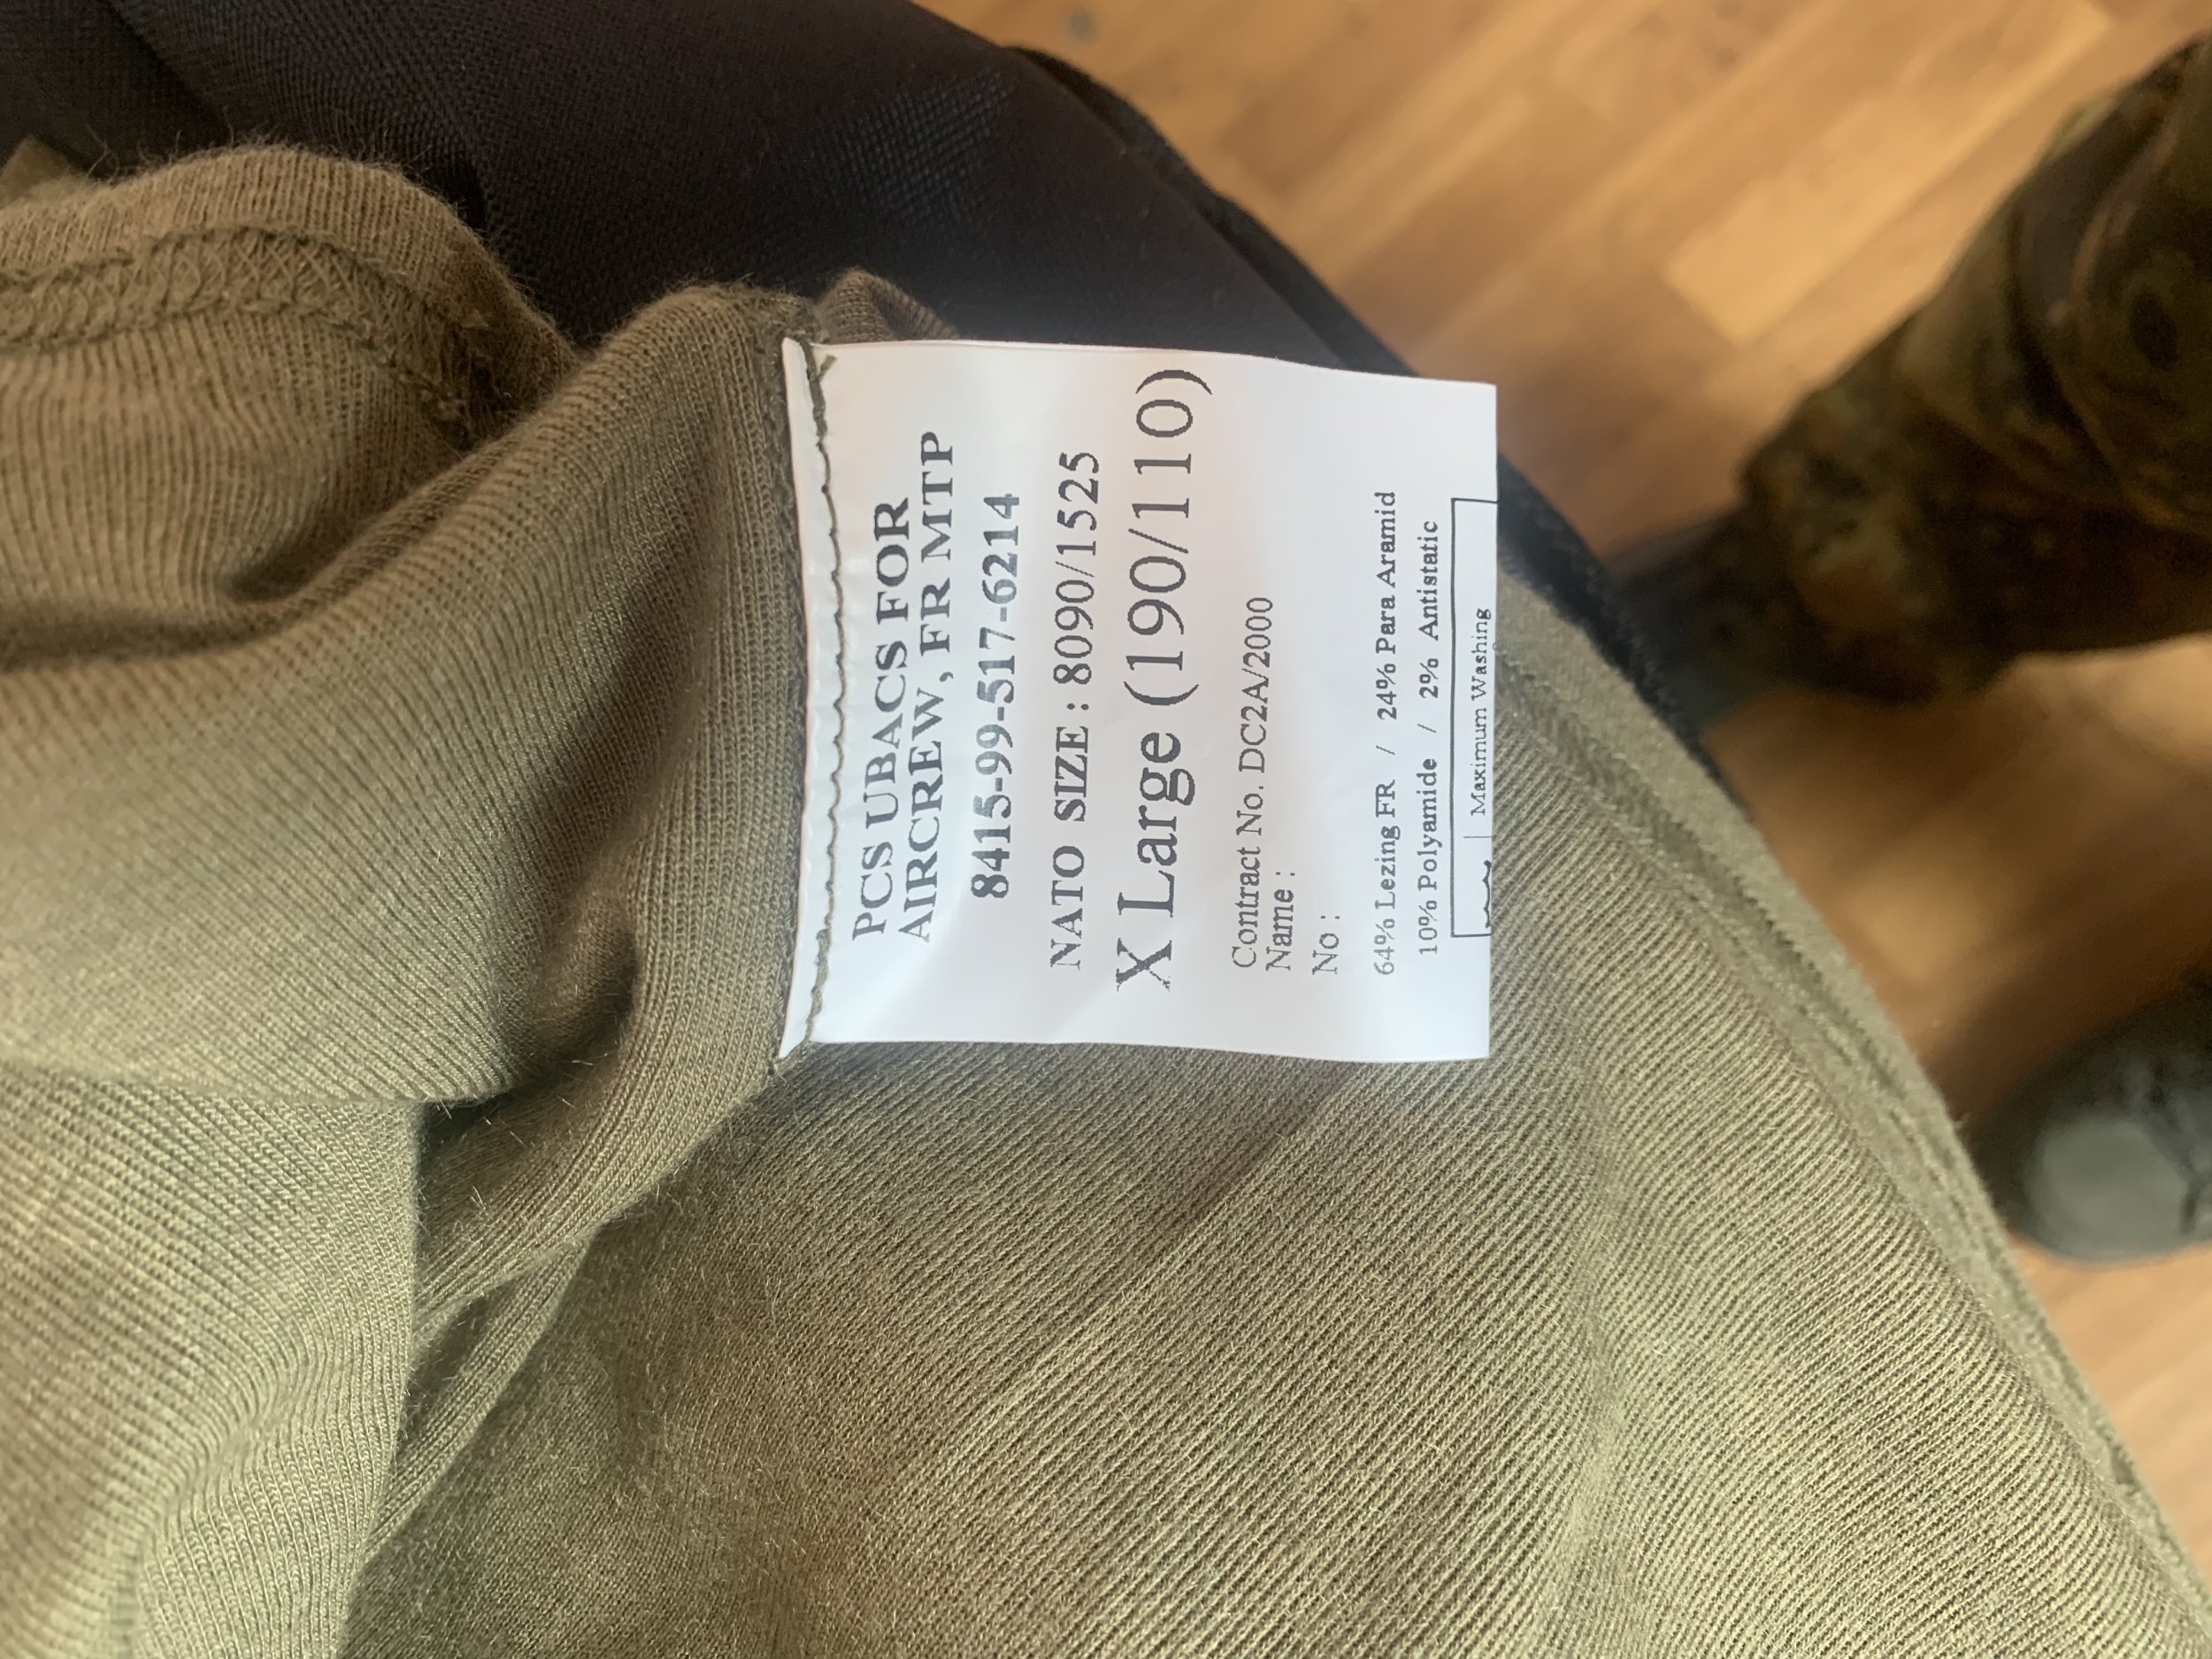 PCS UBACS FOR
AIRCREW, FR MTP
8415-99-517-6214
NATO SIZE : 8090/1525
X Large (190/110)
Contract No. DC2A/2000
Name :
No :
64% Lezing FR / 24% Para Aramid
10% Polyamide / 2% Antistatic
Maximum Washing